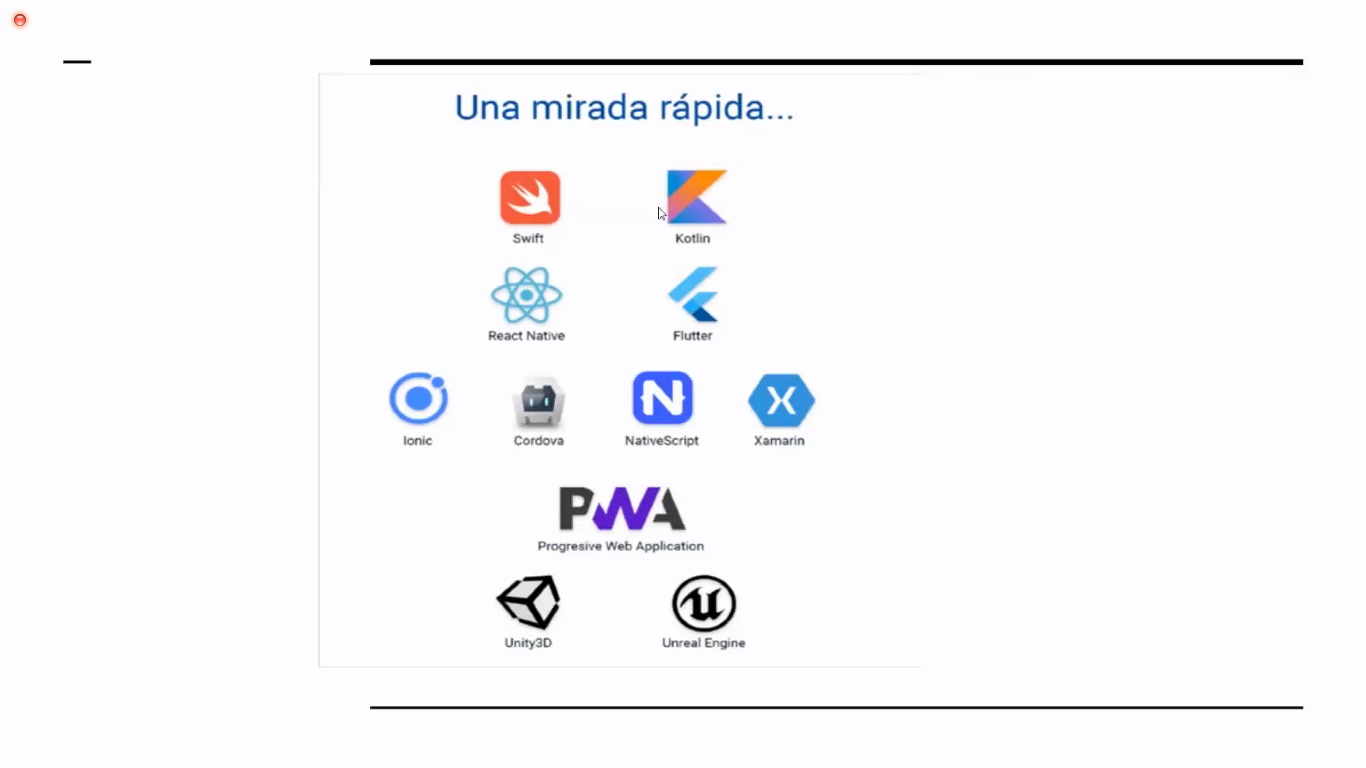 Una mirada rápida...
Swift Kotlin
React Native Flutter
Ionic Cordova NativeScript Xamarin
PWA
Progresive Web Application
Unity3D Unreal Engine